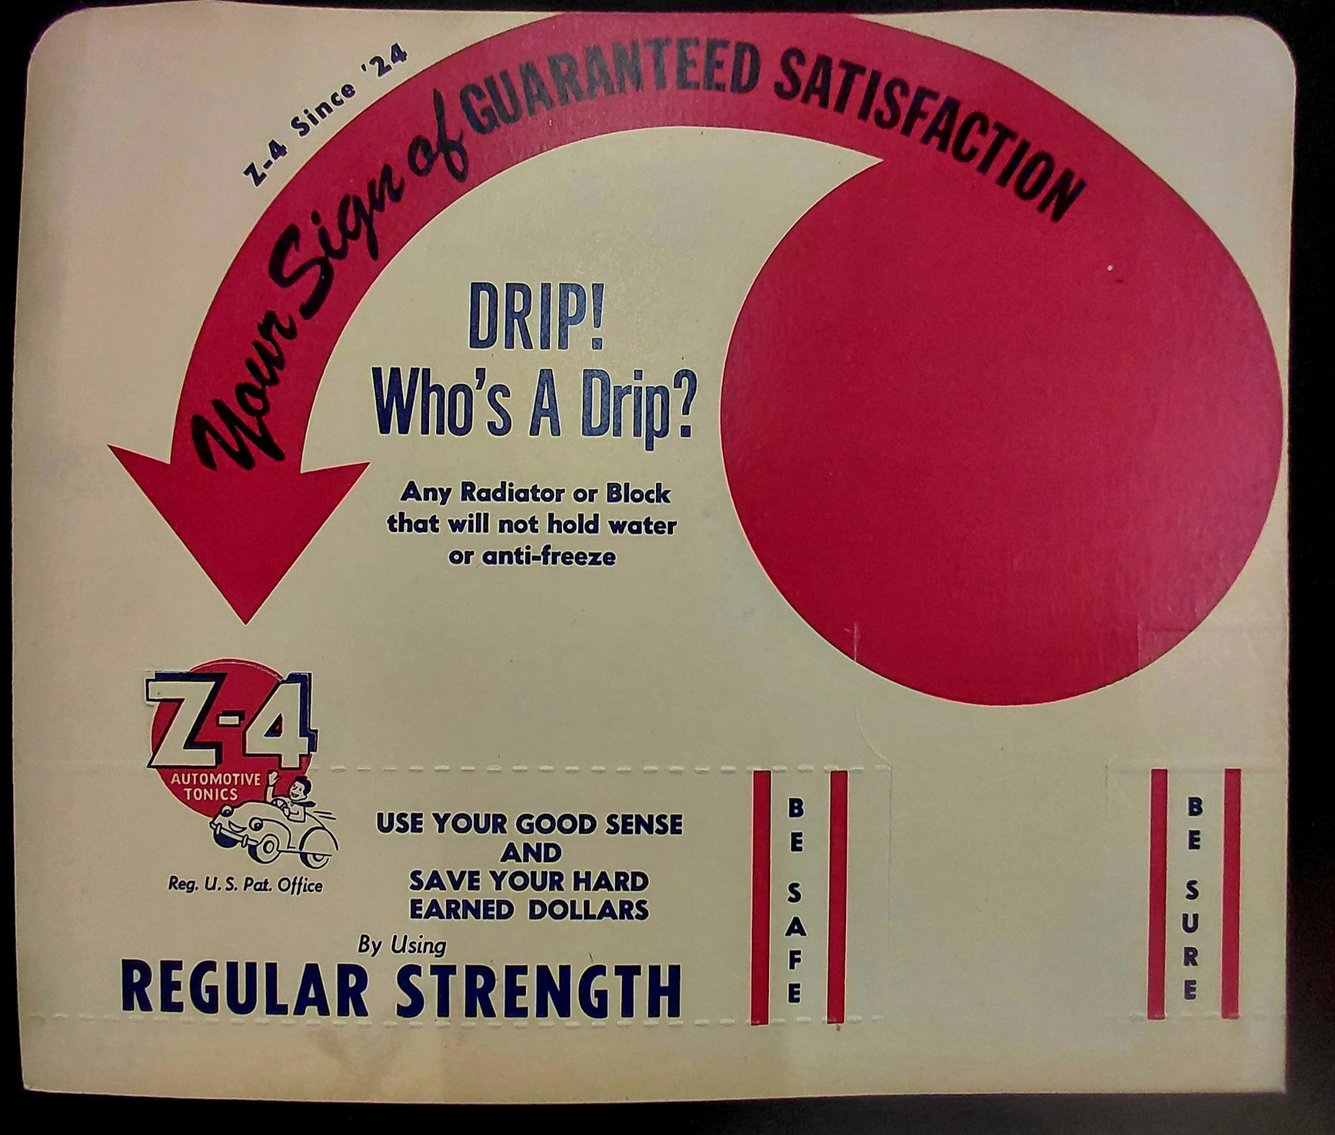 Z-4 Since '24
Your Sign of GUARANTEED SATISFACTION
DRIP!
Who's A Drip?
Any Radiator or Block
that will not hold water
or anti-freeze
Z-4
AUTOMOTIVE
TONICS
Reg. U. S. Pat. Office
USE YOUR GOOD SENSE
AND
SAVE YOUR HARD
EARNED DOLLARS
By Using
REGULAR STRENGTH
BE SAFE
BE SURE